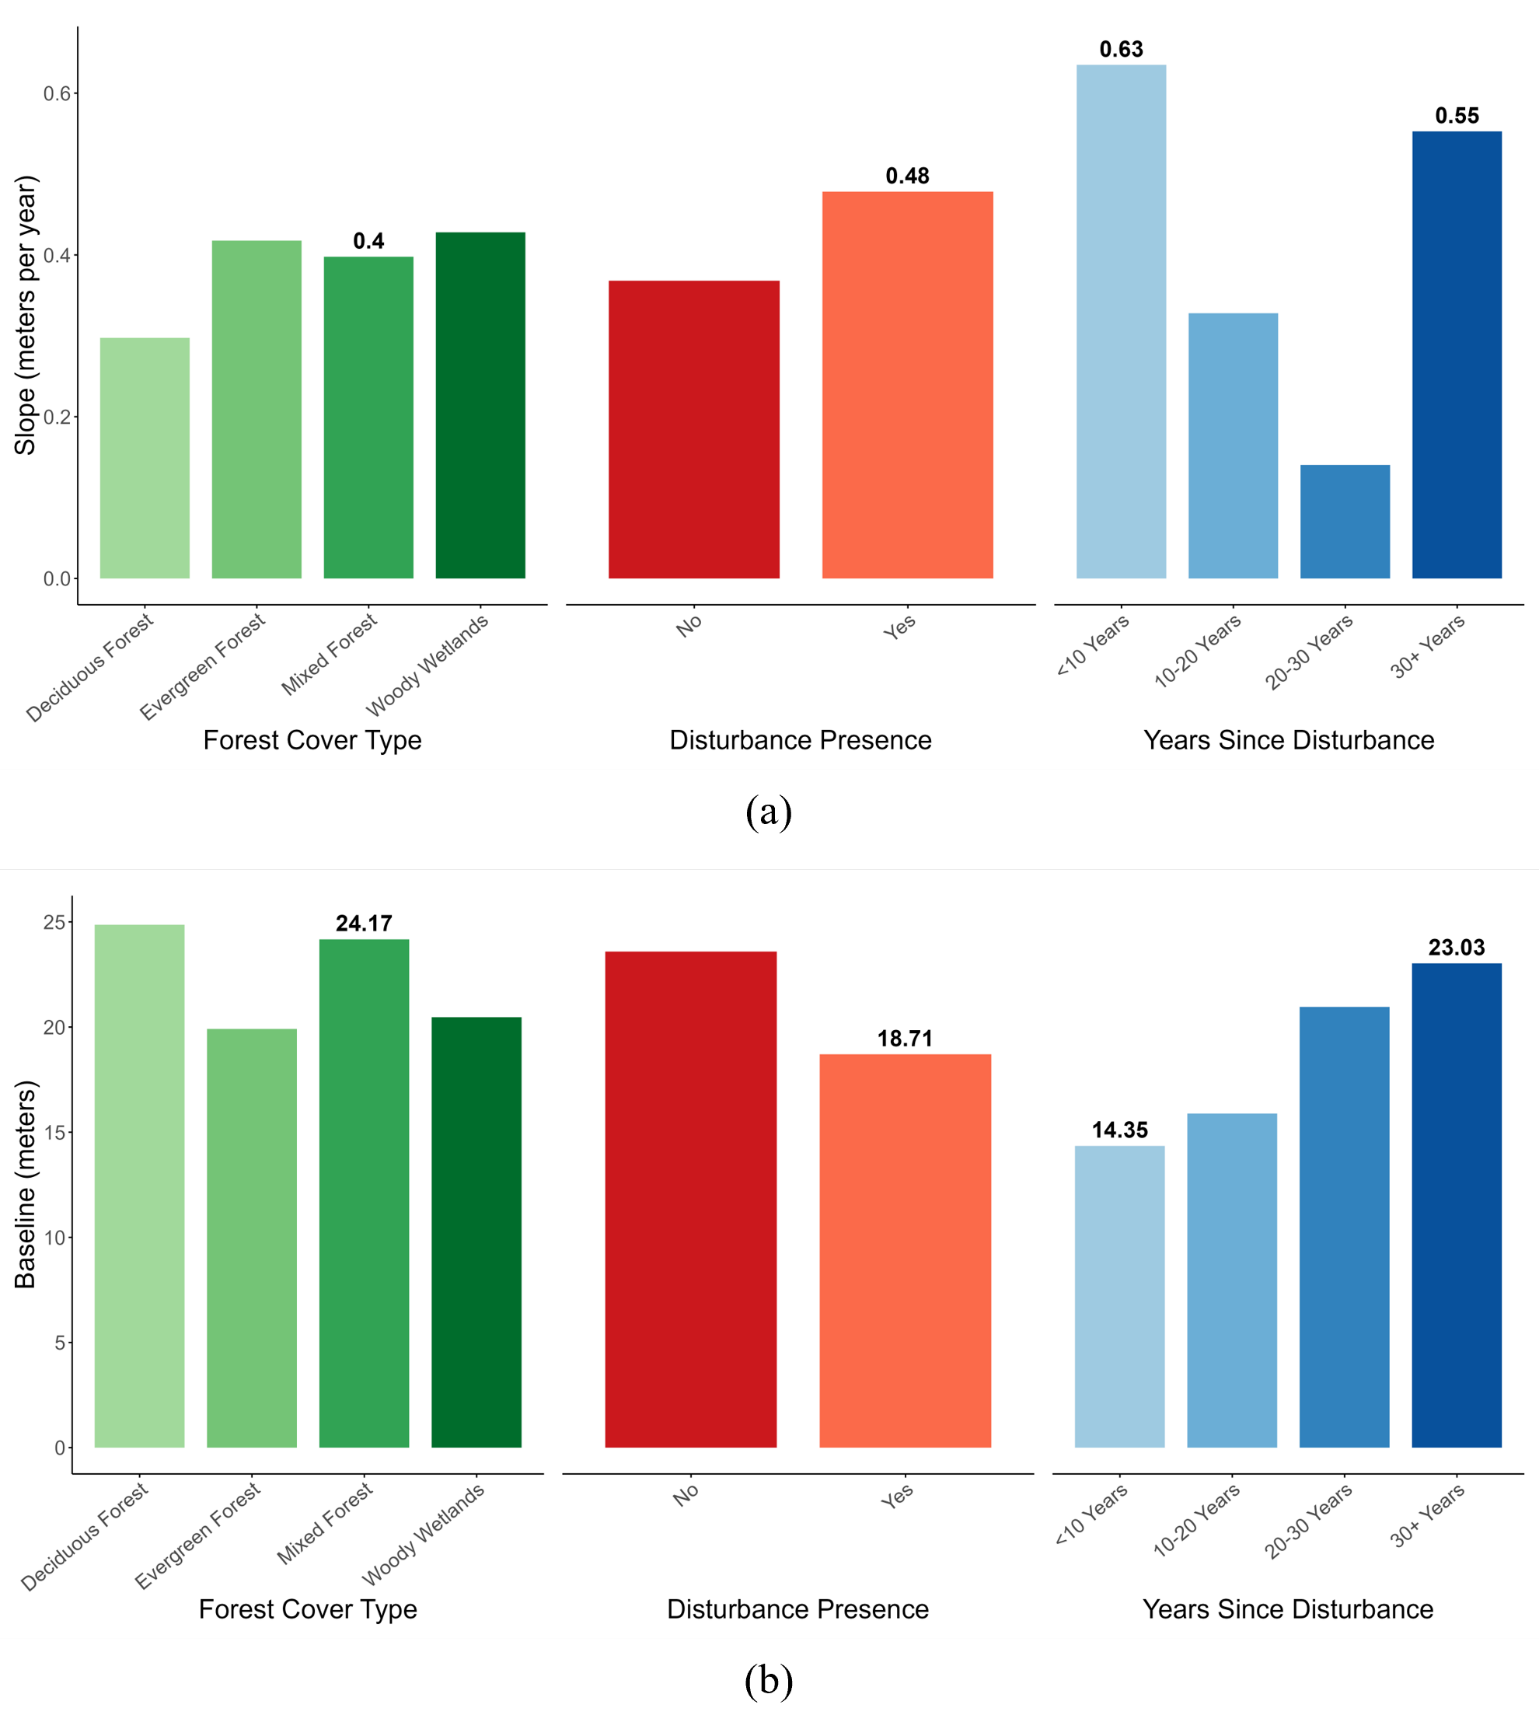 Slope (meters per year)
0.6
0.4
0.2
0.0
0.4
0.48
0.63
0.55
Deciduous Forest
Evergreen Forest
Mixed Forest
Woody Wetlands
No
Yes
<10 Years
10-20 Years
20-30 Years
30+ Years
Forest Cover Type
Disturbance Presence
Years Since Disturbance
(a)
Baseline (meters)
25
20
15
10
5
0
24.17
18.71
14.35
23.03
Deciduous Forest
Evergreen Forest
Mixed Forest
Woody Wetlands
No
Yes
<10 Years
10-20 Years
20-30 Years
30+ Years
Forest Cover Type
Disturbance Presence
Years Since Disturbance
(b)